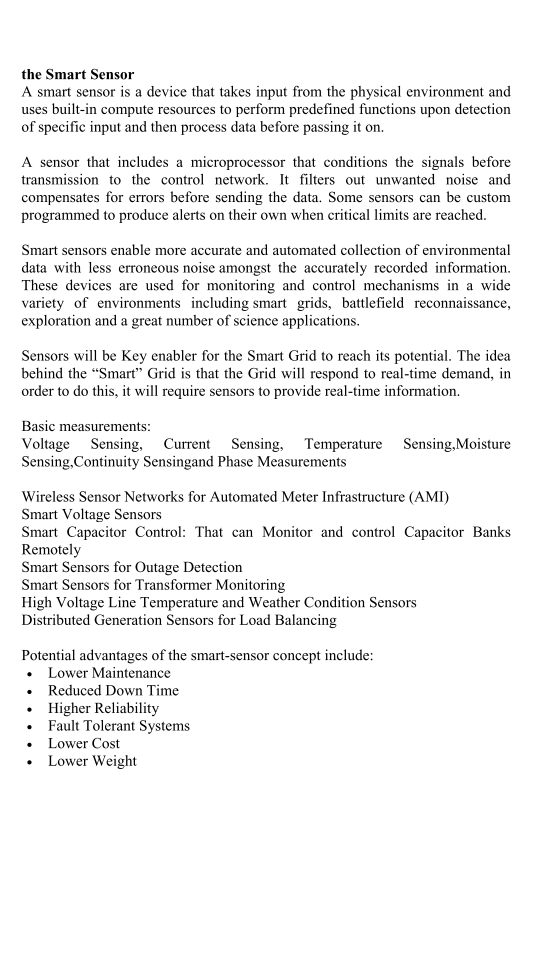 the Smart Sensor
A smart sensor is a device that takes input from the physical environment and
uses built-in compute resources to perform predefined functions upon detection
of specific input and then process data before passing it on.
A sensor that includes a microprocessor that conditions the signals before
transmission to the control network. It filters out unwanted noise and
compensates for errors before sending the data. Some sensors can be custom
programmed to produce alerts on their own when critical limits are reached.
Smart sensors enable more accurate and automated collection of environmental
data with less erroneous noise amongst the accurately recorded information.
These devices are used for monitoring and control mechanisms in a wide
variety of environments including smart grids, battlefield reconnaissance,
exploration and a great number of science applications.
Sensors will be Key enabler for the Smart Grid to reach its potential. The idea
behind the “Smart” Grid is that the Grid will respond to real-time demand, in
order to do this, it will require sensors to provide real-time information.
Basic measurements:
Voltage Sensing, Current Sensing, Temperature Sensing,Moisture
Sensing,Continuity Sensingand Phase Measurements
Wireless Sensor Networks for Automated Meter Infrastructure (AMI)
Smart Voltage Sensors
Smart Capacitor Control: That can Monitor and control Capacitor Banks
Remotely
Smart Sensors for Outage Detection
Smart Sensors for Transformer Monitoring
High Voltage Line Temperature and Weather Condition Sensors
Distributed Generation Sensors for Load Balancing
Potential advantages of the smart-sensor concept include:
• Lower Maintenance
• Reduced Down Time
• Higher Reliability
• Fault Tolerant Systems
• Lower Cost
• Lower Weight